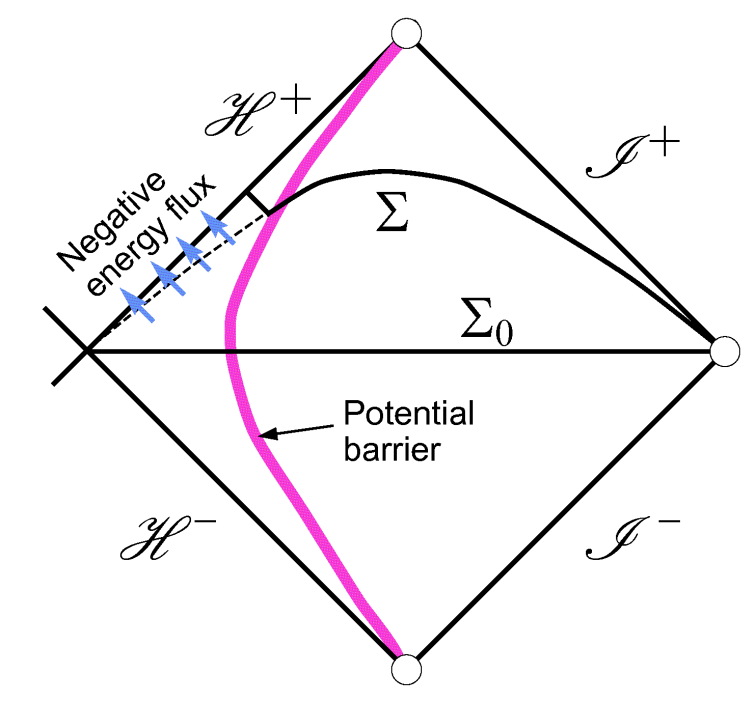 ℋ⁺
ℐ⁺
Negative
energy flux
Σ
Σ₀
Potential
barrier
ℋ⁻
ℐ⁻